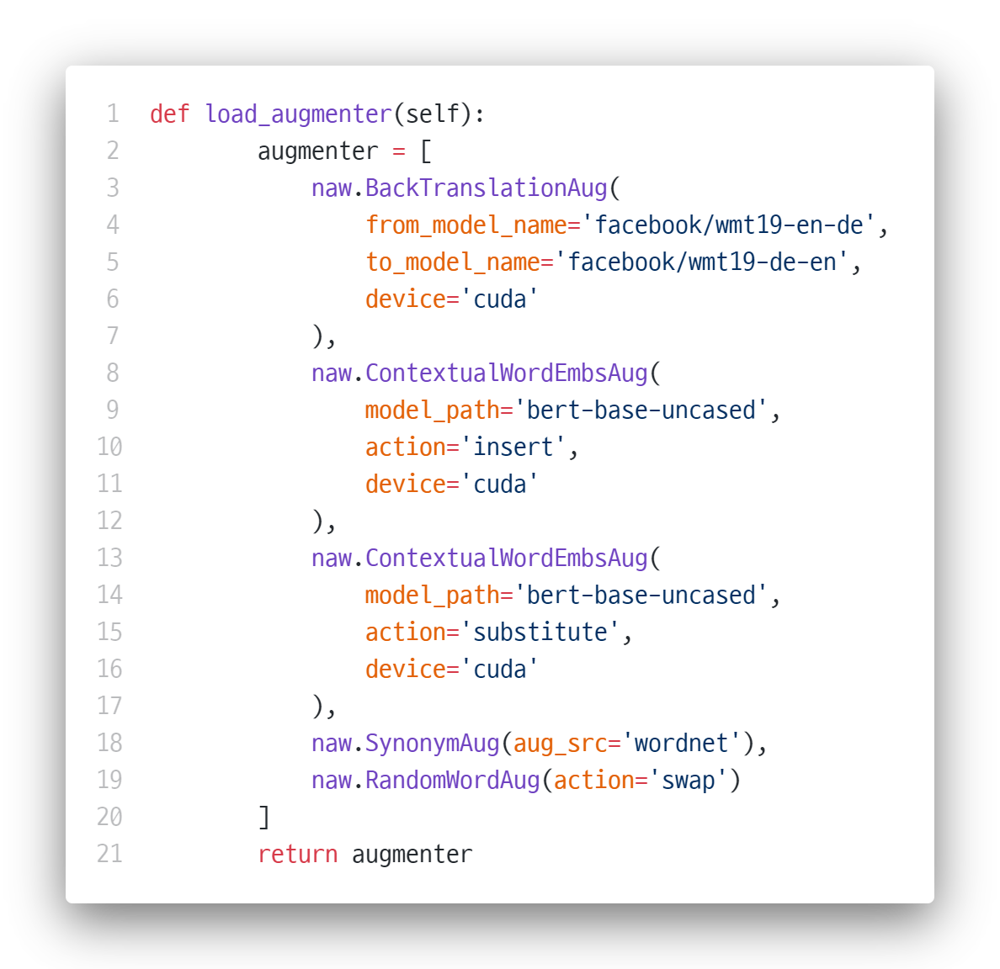 1 def load_augmenter(self):
2         augmenter = [
3             naw.BackTranslationAug(
4                 from_model_name='facebook/wmt19-en-de',
5                 to_model_name='facebook/wmt19-de-en',
6                 device='cuda'
7             ),
8             naw.ContextualWordEmbsAug(
9                 model_path='bert-base-uncased',
10                 action='insert',
11                 device='cuda'
12             ),
13             naw.ContextualWordEmbsAug(
14                 model_path='bert-base-uncased',
15                 action='substitute',
16                 device='cuda'
17             ),
18             naw.SynonymAug(aug_src='wordnet'),
19             naw.RandomWordAug(action='swap')
20         ]
21         return augmenter